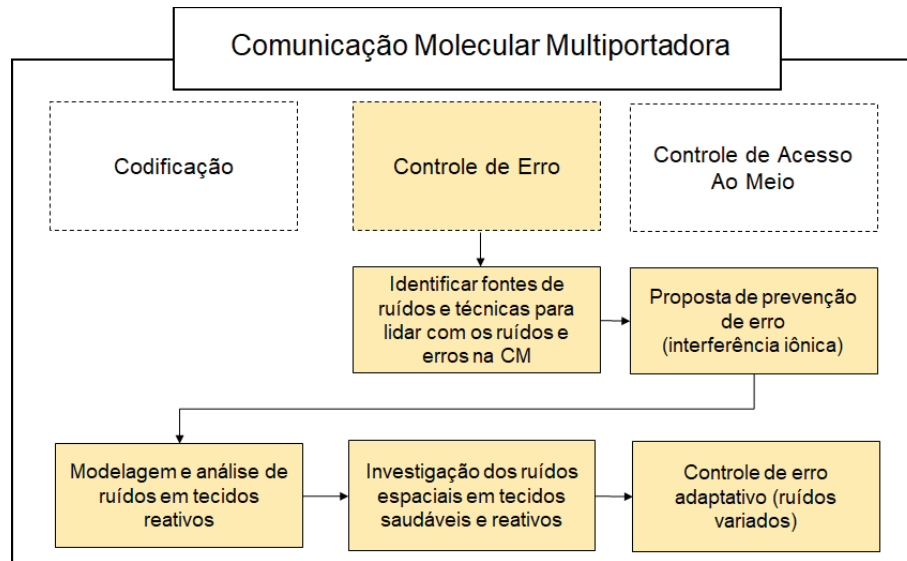 Comunicação Molecular Multiportadora
Codificação
Controle de Erro
Controle de Acesso
Ao Meio
Identificar fontes de
ruídos e técnicas para
lidar com os ruídos e
erros na CM
Proposta de prevenção
de erro
(interferência iônica)
Modelagem e análise de
ruídos em tecidos
reativos
Investigação dos ruídos
espaciais em tecidos
saudáveis e reativos
Controle de erro
adaptativo (ruídos
variados)